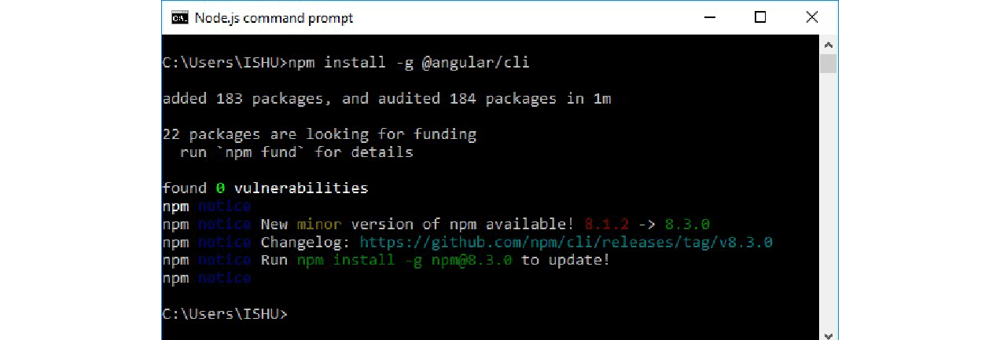 Node.js command prompt
C:\Users\ISHU>npm install -g @angular/cli
added 183 packages, and audited 184 packages in 1m
22 packages are looking for funding
  run `npm fund` for details
found 0 vulnerabilities
npm notice
npm notice New minor version of npm available! 8.1.2 -> 8.3.0
npm notice Changelog: https://github.com/npm/cli/releases/tag/v8.3.0
npm notice Run npm install -g npm@8.3.0 to update!
npm notice
C:\Users\ISHU>